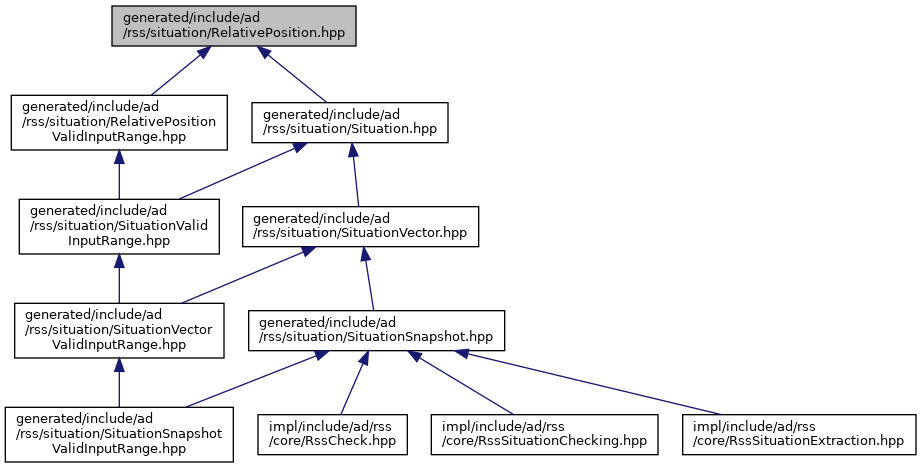 generated/include/ad
/rss/situation/RelativePosition.hpp
generated/include/ad
/rss/situation/RelativePosition
ValidInputRange.hpp
generated/include/ad
/rss/situation/Situation.hpp
generated/include/ad
/rss/situation/SituationValid
InputRange.hpp
generated/include/ad
/rss/situation/SituationVector.hpp
generated/include/ad
/rss/situation/SituationVector
ValidInputRange.hpp
generated/include/ad
/rss/situation/SituationSnapshot.hpp
generated/include/ad
/rss/situation/SituationSnapshot
ValidInputRange.hpp
impl/include/ad/rss
/core/RssCheck.hpp
impl/include/ad/rss
/core/RssSituationChecking.hpp
impl/include/ad/rss
/core/RssSituationExtraction.hpp